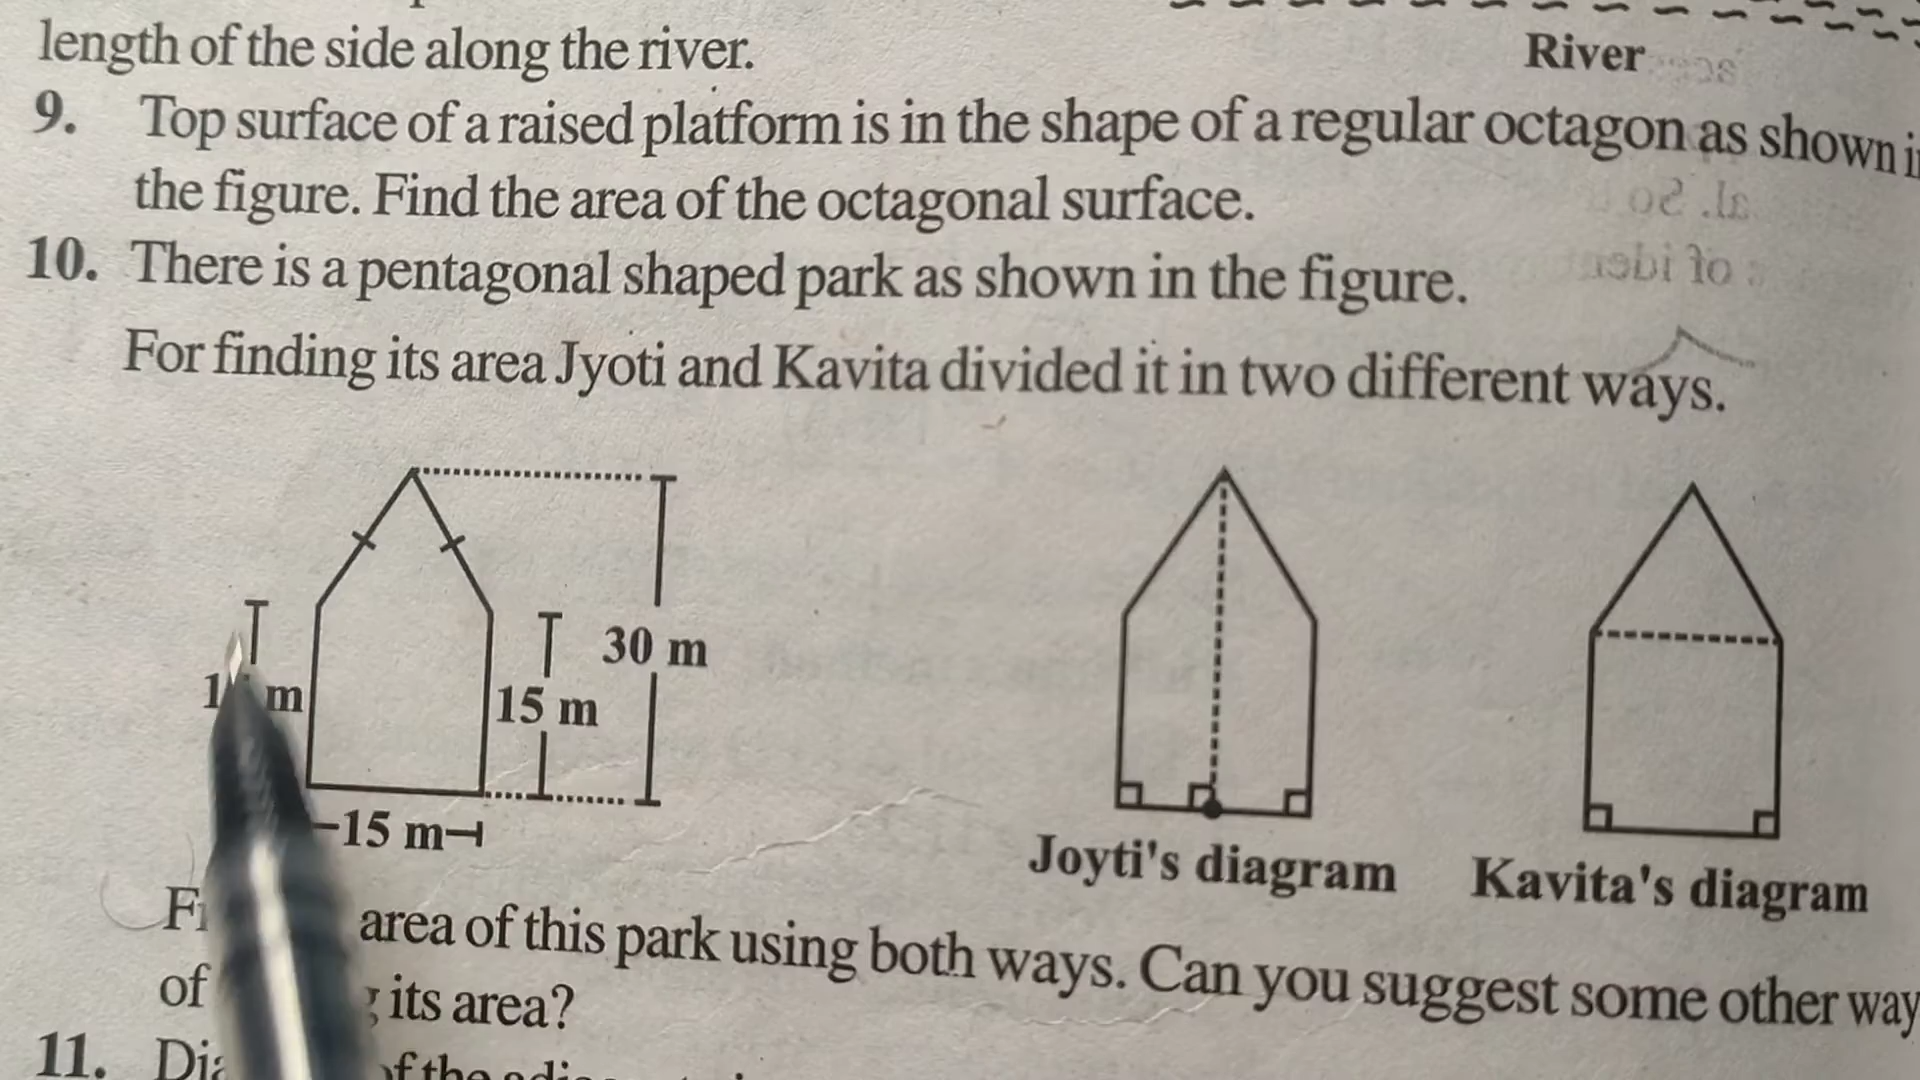 length of the side along the river.
River
9. Top surface of a raised platform is in the shape of a regular octagon as shown
the figure. Find the area of the octagonal surface.
10. There is a pentagonal shaped park as shown in the figure.
For finding its area Jyoti and Kavita divided it in two different ways.
30 m
m
15 m
15 m
Joyti's diagram
Kavita's diagram
area of this park using both ways. Can you suggest some other way
of its area?
11.